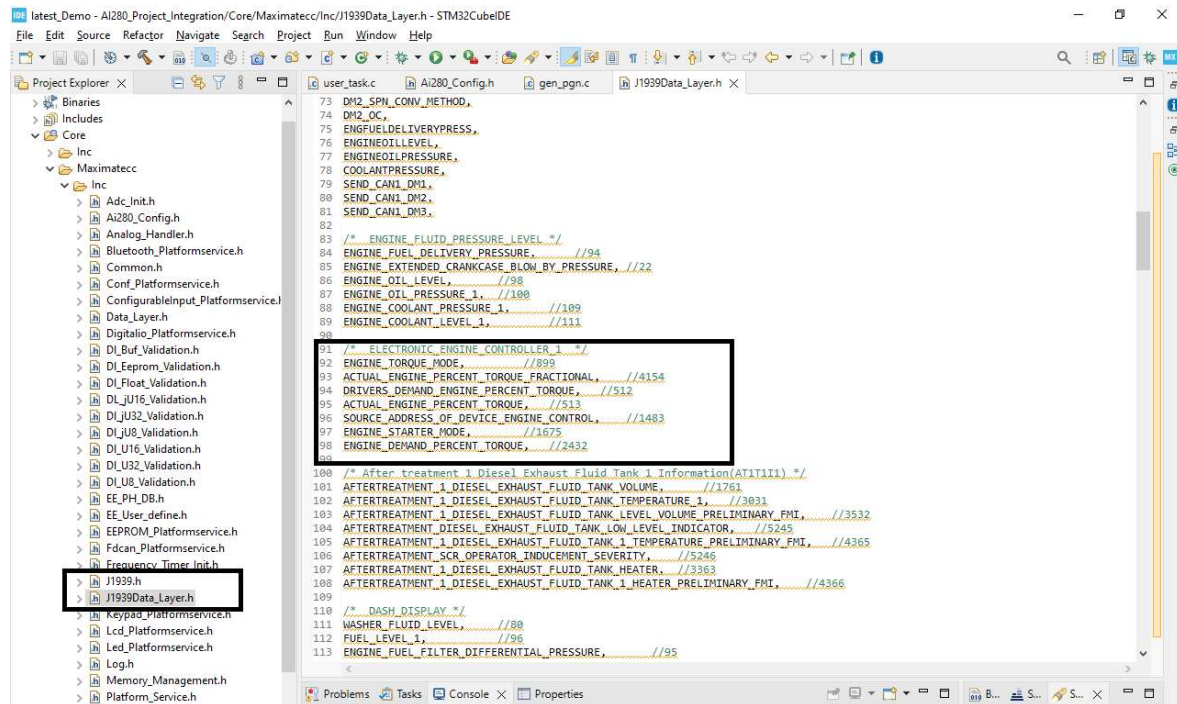 IDE latest_Demo - AI280_Project_Integration/Core/Maximatecc/Inc/J1939Data_Layer.h - STM32CubeIDE
File Edit Source Refactor Navigate Search Project Run Window Help
Project Explorer
Binaries
Includes
Core
Inc
Maximatecc
Inc
Adc_Init.h
Ai280_Config.h
Analog_Handler.h
Bluetooth_Platformservice.h
Common.h
Conf_Platformservice.h
ConfigurableInput_Platformservice.h
Data_Layer.h
Digitalio_Platformservice.h
DI_Buf_Validation.h
DI_Eeprom_Validation.h
DI_Float_Validation.h
DL_jU16_Validation.h
DI_jU32_Validation.h
DI_jU8_Validation.h
DI_U16_Validation.h
DI_U32_Validation.h
DI_U8_Validation.h
EE_PH_DB.h
EE_User_define.h
EEPROM_Platformservice.h
Fdcan_Platformservice.h
Frequency_Timer_Init.h
J1939.h
J1939Data_Layer.h
Keypad_Platformservice.h
Lcd_Platformservice.h
Led_Platformservice.h
Log.h
Memory_Management.h
Platform_Service.h
user_task.c Ai280_Config.h gen_pgn.c J1939Data_Layer.h
73 DM2_SPN_CONV_METHOD,
74 DM2_OC,
75 ENGFUELDELIVERYPRESS,
76 ENGINEOILLEVEL,
77 ENGINEOILPRESSURE,
78 COOLANTPRESSURE,
79 SEND_CAN1_DM1,
80 SEND_CAN1_DM2,
81 SEND_CAN1_DM3,
82
83 /* ENGINE_FLUID_PRESSURE_LEVEL */
84 ENGINE_FUEL_DELIVERY_PRESSURE, //94
85 ENGINE_EXTENDED_CRANKCASE_BLOW_BY_PRESSURE, //22
86 ENGINE_OIL_LEVEL, //98
87 ENGINE_OIL_PRESSURE_1, //100
88 ENGINE_COOLANT_PRESSURE_1, //109
89 ENGINE_COOLANT_LEVEL_1, //111
90
91 /* ELECTRONIC_ENGINE_CONTROLLER_1 */
92 ENGINE_TORQUE_MODE, //899
93 ACTUAL_ENGINE_PERCENT_TORQUE_FRACTIONAL, //4154
94 DRIVERS_DEMAND_ENGINE_PERCENT_TORQUE, //512
95 ACTUAL_ENGINE_PERCENT_TORQUE, //513
96 SOURCE_ADDRESS_OF_DEVICE_ENGINE_CONTROL, //1483
97 ENGINE_STARTER_MODE, //1675
98 ENGINE_DEMAND_PERCENT_TORQUE, //2432
99
100 /* After treatment 1 Diesel Exhaust Fluid Tank 1 Information(AT1T1I1) */
101 AFTERTREATMENT_1_DIESEL_EXHAUST_FLUID_TANK_VOLUME, //1761
102 AFTERTREATMENT_1_DIESEL_EXHAUST_FLUID_TANK_TEMPERATURE_1, //3031
103 AFTERTREATMENT_1_DIESEL_EXHAUST_FLUID_TANK_LEVEL_VOLUME_PRELIMINARY_FMI, //3532
104 AFTERTREATMENT_DIESEL_EXHAUST_FLUID_TANK_LOW_LEVEL_INDICATOR, //5245
105 AFTERTREATMENT_1_DIESEL_EXHAUST_FLUID_TANK_1_TEMPERATURE_PRELIMINARY_FMI, //4365
106 AFTERTREATMENT_SCR_OPERATOR_INDUCEMENT_SEVERITY, //5246
107 AFTERTREATMENT_1_DIESEL_EXHAUST_FLUID_TANK_HEATER, //3363
108 AFTERTREATMENT_1_DIESEL_EXHAUST_FLUID_TANK_1_HEATER_PRELIMINARY_FMI, //4366
109
110 /* DASH_DISPLAY */
111 WASHER_FLUID_LEVEL, //80
112 FUEL_LEVEL_1, //96
113 ENGINE_FUEL_FILTER_DIFFERENTIAL_PRESSURE, //95
Problems Tasks Console Properties
B... S... S...